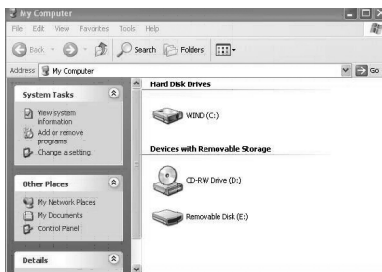 My Computer
File Edit View Favorites Tools Help
Back Search Folders
Address My Computer Go
System Tasks
View system
information
Add or remove
programs
Change a setting
Other Places
My Network Places
My Documents
Control Panel
Details
Hard Disk Drives
WIND (C:)
Devices with Removable Storage
CD-RW Drive (D:)
Removable Disk (E:)